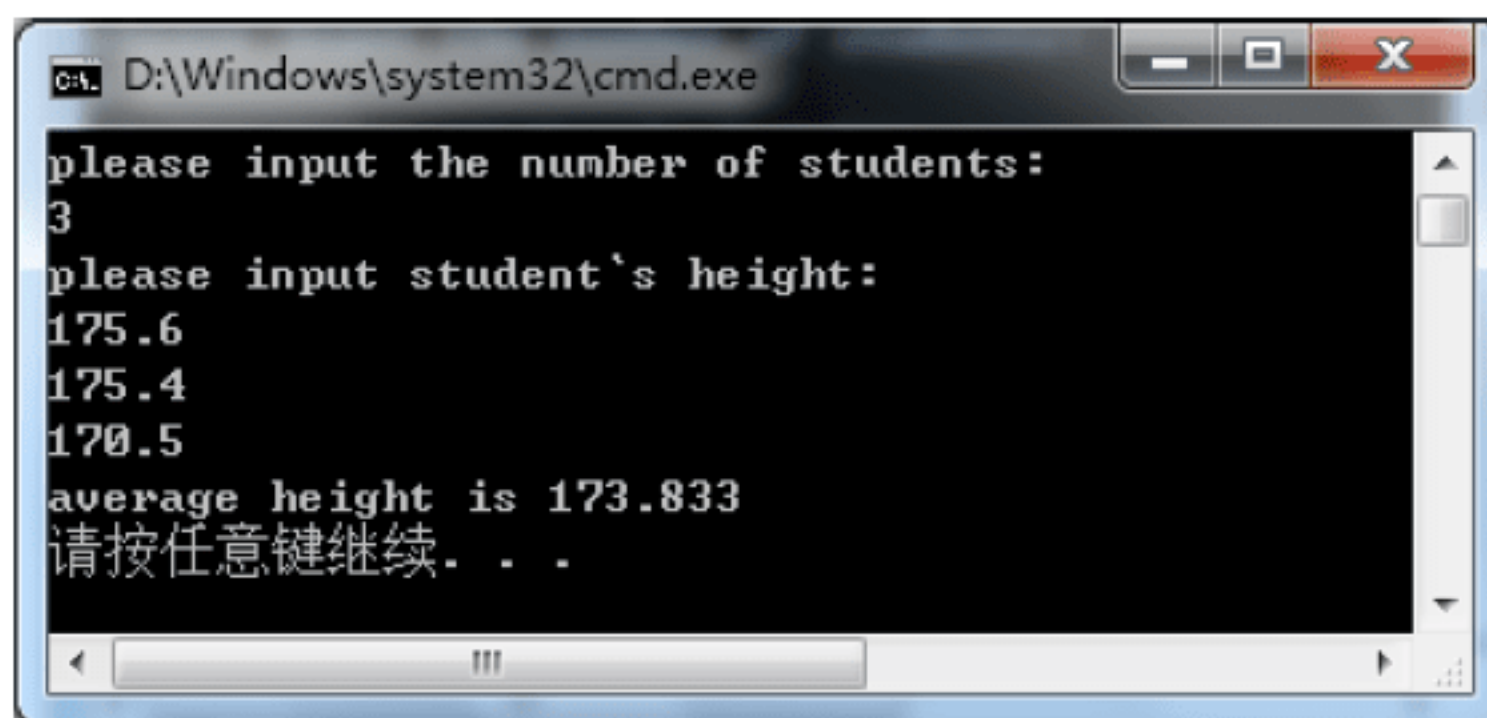 D:\Windows\system32\cmd.exe
please input the number of students:
3
please input student`s height:
175.6
175.4
170.5
average height is 173.833
请按任意键继续. . .